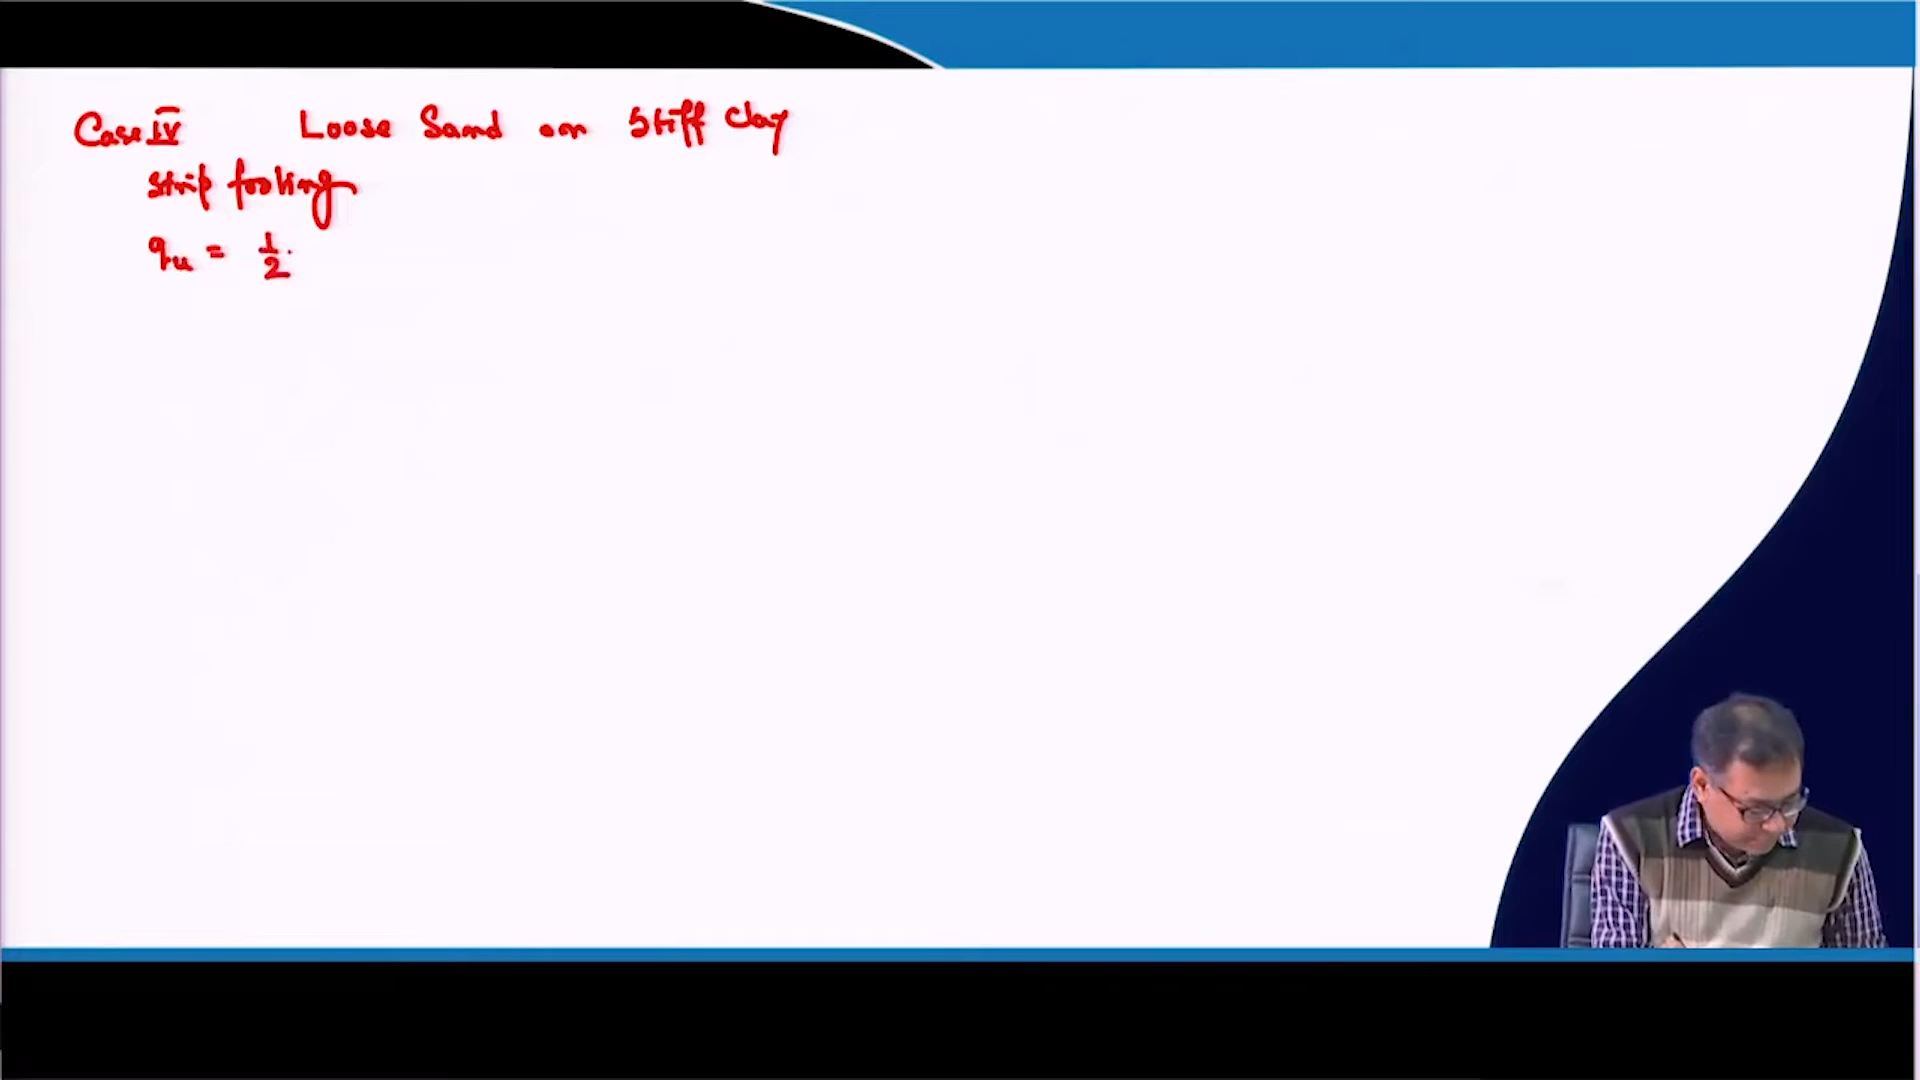 Case IV Loose Sand on Stiff Clay
Strip footing
qu = 1/2